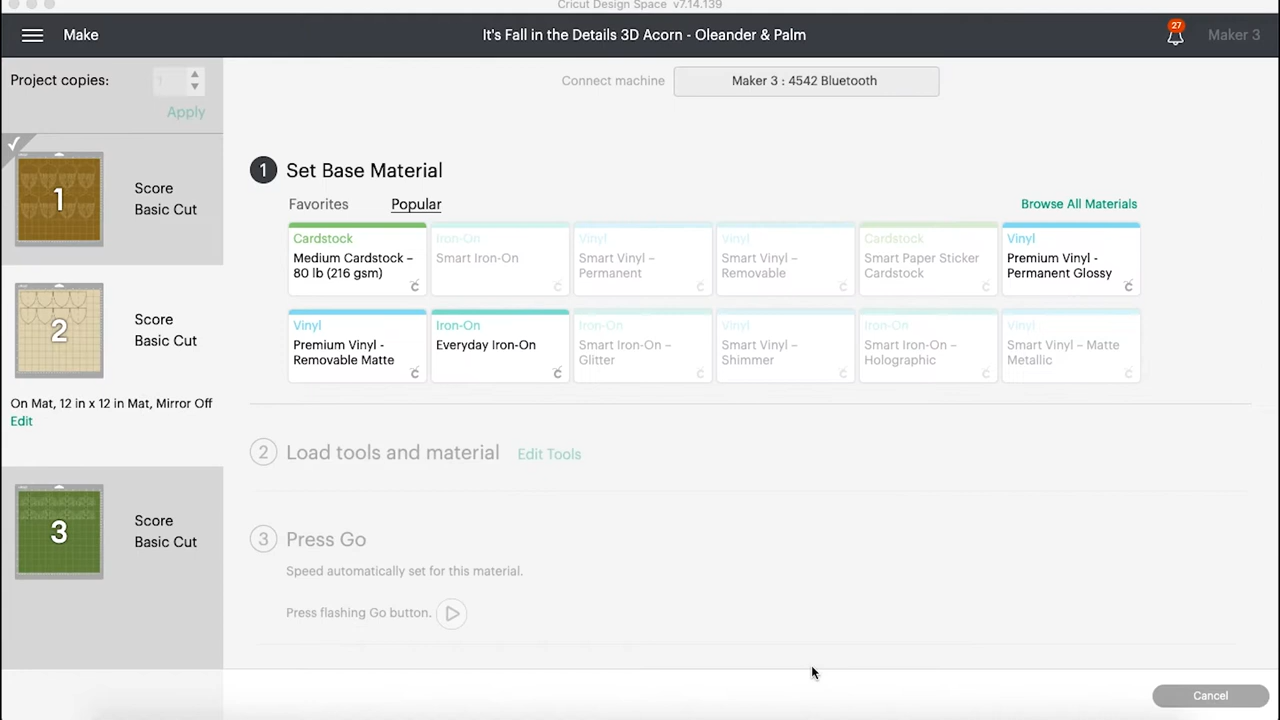 Cricut Design Space v7.14.139
Make
It's Fall in the Details 3D Acorn - Oleander & Palm
27
Maker 3
Project copies:
1
Apply
Connect machine
Maker 3 : 4542 Bluetooth
1
Score
Basic Cut
2
Score
Basic Cut
On Mat, 12 in x 12 in Mat, Mirror Off
Edit
3
Score
Basic Cut
1 Set Base Material
Favorites
Popular
Browse All Materials
Cardstock
Medium Cardstock –
80 lb (216 gsm)
Iron-On
Smart Iron-On
Vinyl
Smart Vinyl –
Permanent
Vinyl
Smart Vinyl –
Removable
Cardstock
Smart Paper Sticker
Cardstock
Vinyl
Premium Vinyl -
Permanent Glossy
Vinyl
Premium Vinyl -
Removable Matte
Iron-On
Everyday Iron-On
Iron-On
Smart Iron-On –
Glitter
Vinyl
Smart Vinyl –
Shimmer
Iron-On
Smart Iron-On –
Holographic
Vinyl
Smart Vinyl – Matte
Metallic
2 Load tools and material
Edit Tools
3 Press Go
Speed automatically set for this material.
Press flashing Go button.
Cancel